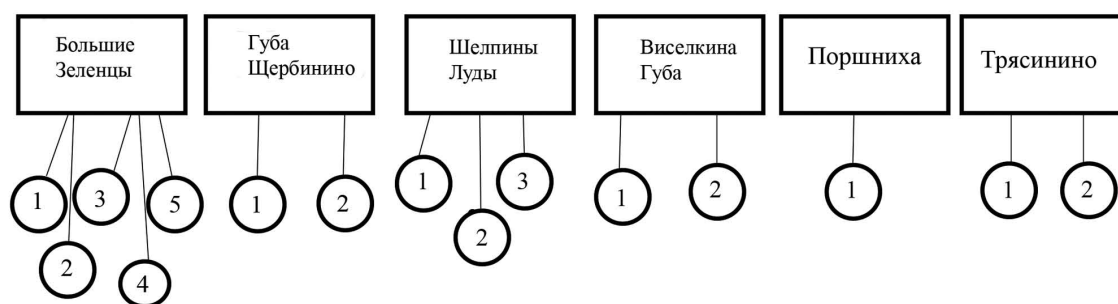 Большие
Зеленцы
Губа
Щербинино
Шелпины
Луды
Виселкина
Губа
Поршниха
Трясинино
1
2
3
4
5
1
2
1
2
3
1
2
1
1
2